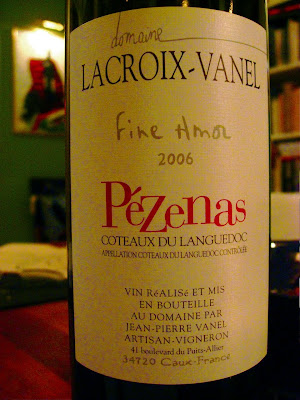 domaine
LACROIX-VANEL
Fine Amor
2006
PéZenas
COTEAUX DU LANGUEDOC
APPELLATION COTEAUX DU LANGUEDOC CONTRÔLÉE
VIN RéALISé ET MIS
EN BOUTEILLE
AU DOMAINE PAR
JEAN-PIERRE VANEL
ARTISAN-VIGNERON
41 boulevard du Puits-Allier
34720 Caux-France